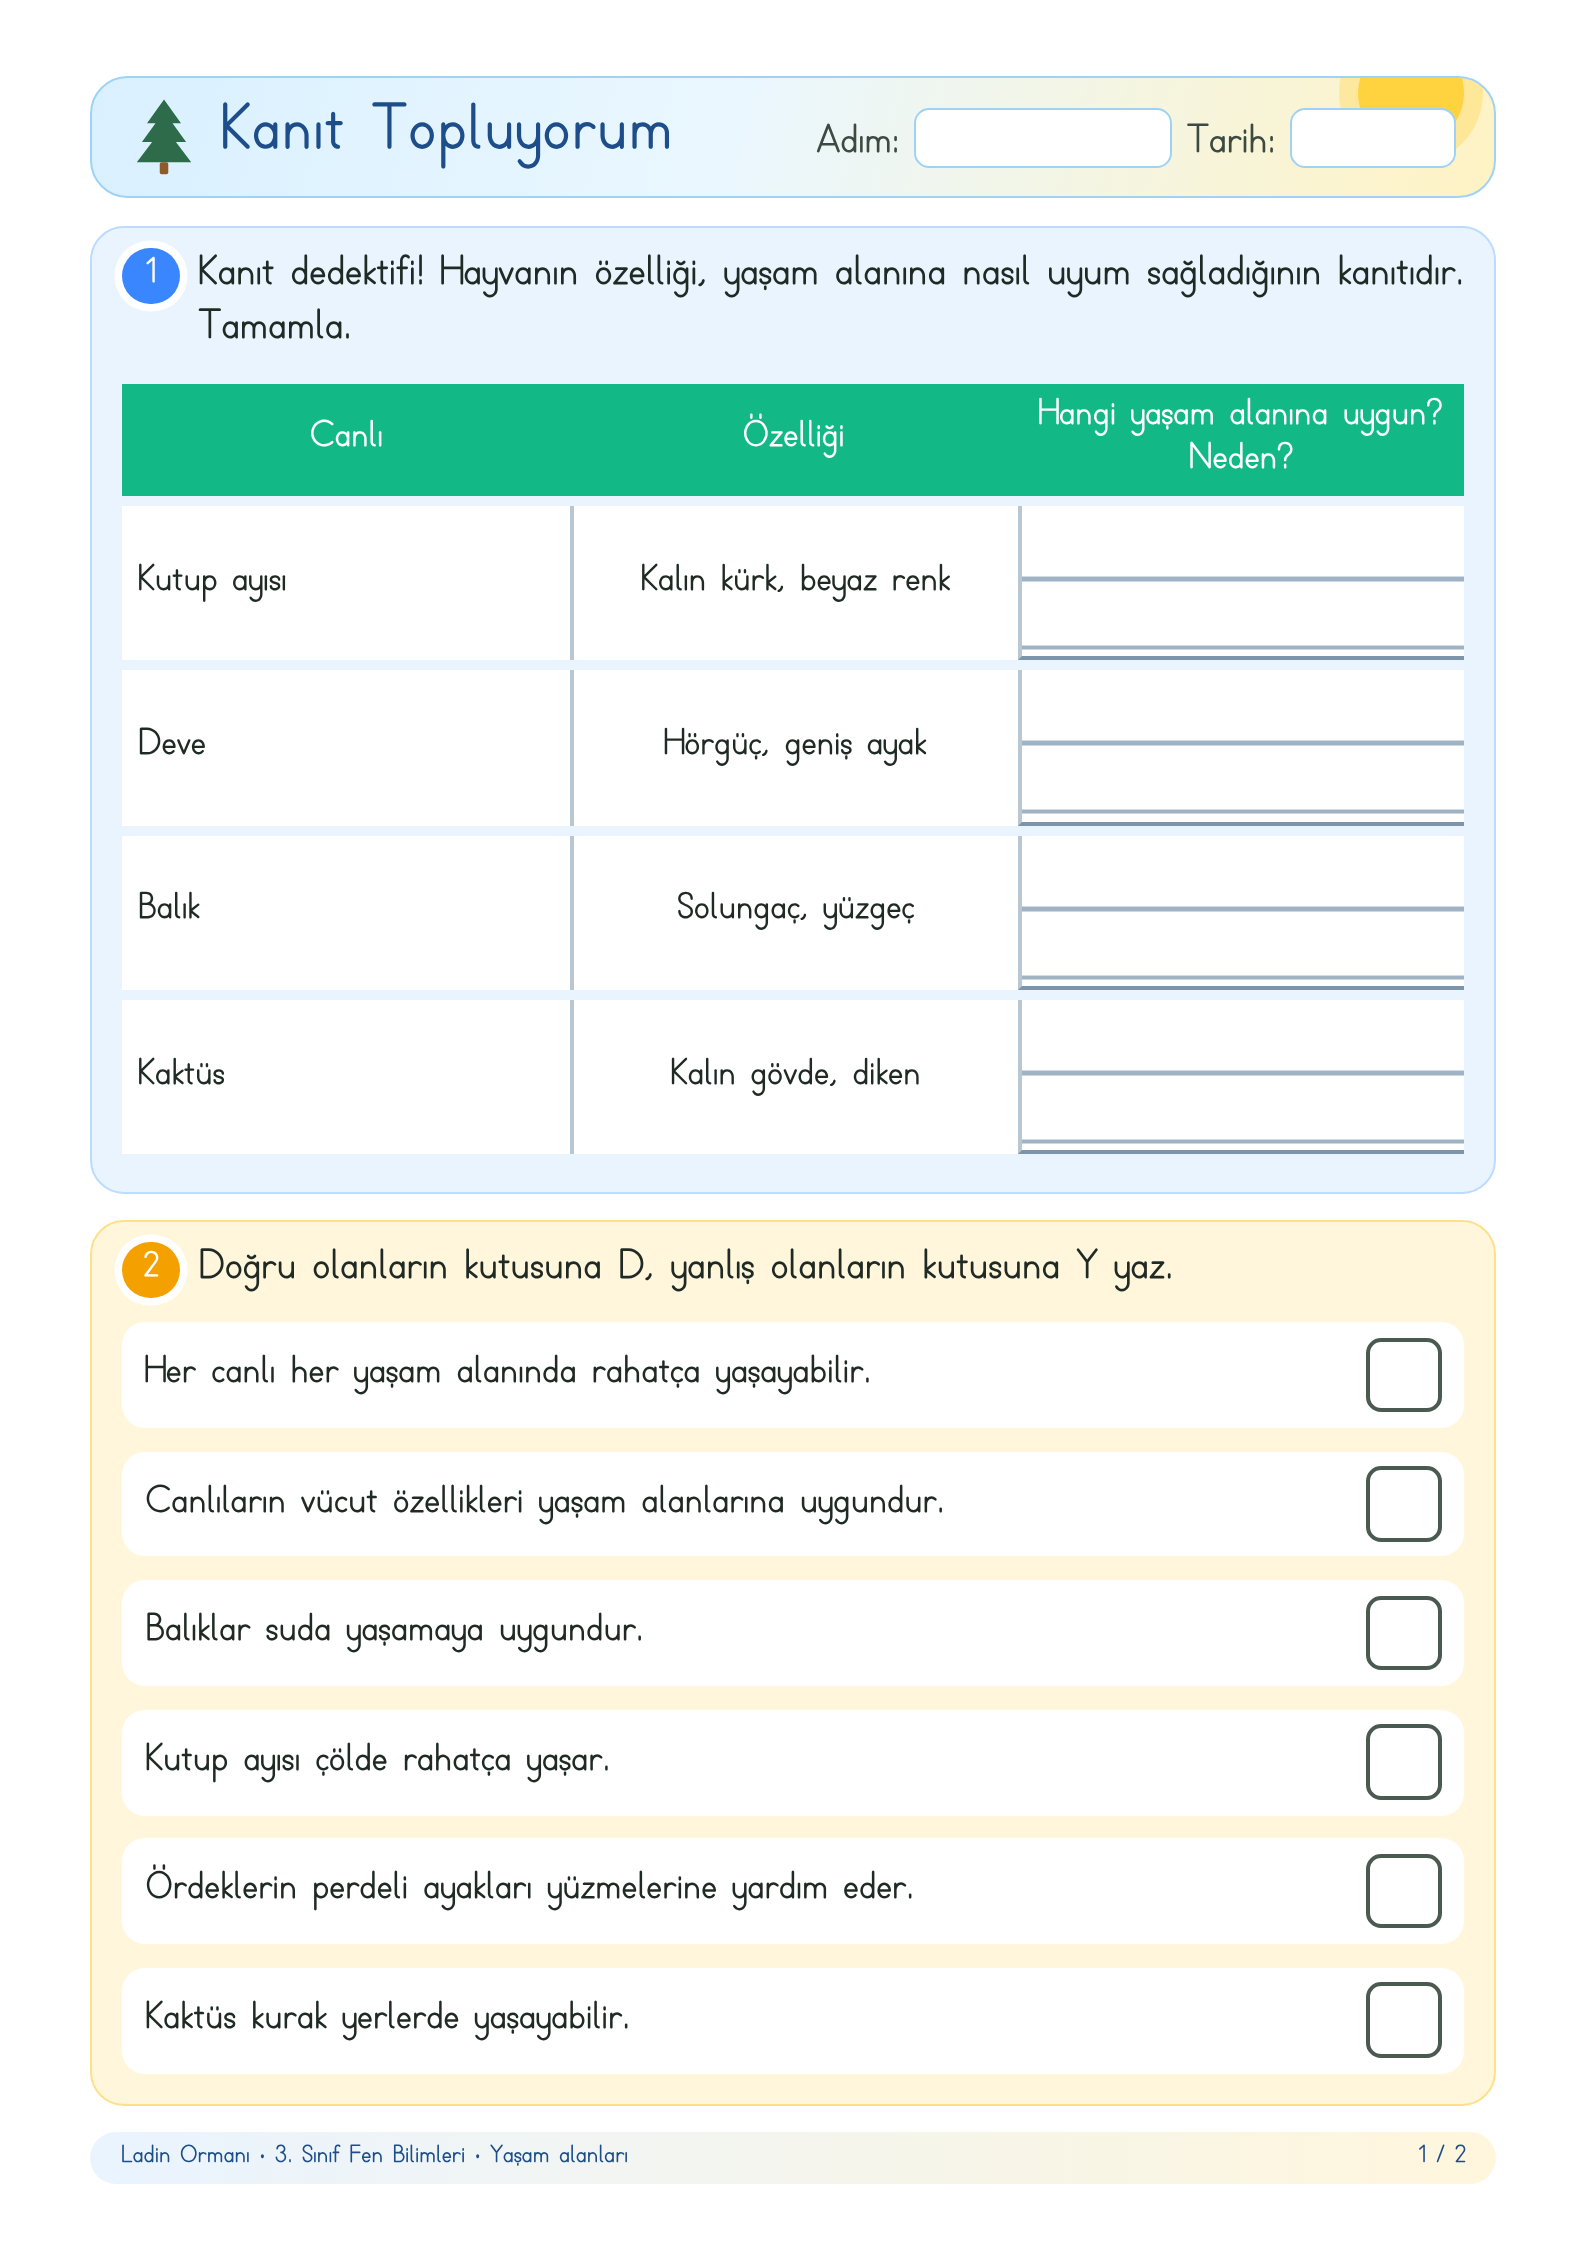 Kanıt Topluyorum
Adım:
Tarih:
1
Kanıt dedektifi! Hayvanın özelliği, yaşam alanına nasıl uyum sağladığının kanıtıdır.
Tamamla.
Canlı
Özelliği
Hangi yaşam alanına uygun?
Neden?
Kutup ayısı
Kalın kürk, beyaz renk
Deve
Hörgüç, geniş ayak
Balık
Solungaç, yüzgeç
Kaktüs
Kalın gövde, diken
2
Doğru olanların kutusuna D, yanlış olanların kutusuna Y yaz.
Her canlı her yaşam alanında rahatça yaşayabilir.
Canlıların vücut özellikleri yaşam alanlarına uygundur.
Balıklar suda yaşamaya uygundur.
Kutup ayısı çölde rahatça yaşar.
Ördeklerin perdeli ayakları yüzmelerine yardım eder.
Kaktüs kurak yerlerde yaşayabilir.
Ladin Ormanı • 3. Sınıf Fen Bilimleri • Yaşam alanları
1 / 2